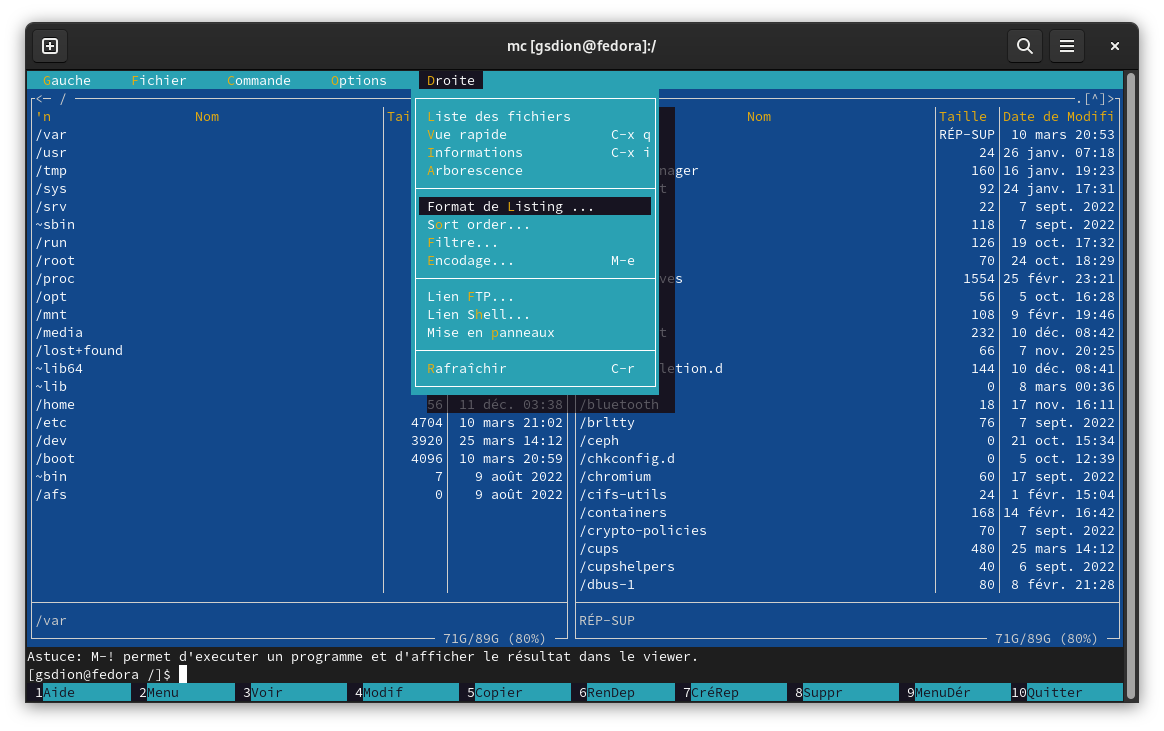 mc [gsdion@fedora]:/
Gauche Fichier Commande Options Droite
<─ / .[^]>
'n Nom Tai Liste des fichiers Nom Taille Date de Modifi
/var Vue rapide C-x q RÉP-SUP 10 mars 20:53
/usr Informations C-x i 24 26 janv. 07:18
/tmp Arborescence nager 160 16 janv. 19:23
/sys t 92 24 janv. 17:31
/srv Format de Listing ... 22 7 sept. 2022
~sbin Sort order... 118 7 sept. 2022
/run Filtre... 126 19 oct. 17:32
/root Encodage... M-e 70 24 oct. 18:29
/proc ves 1554 25 févr. 23:21
/opt Lien FTP... 56 5 oct. 16:28
/mnt Lien Shell... 108 9 févr. 19:46
/media Mise en panneaux t 232 10 déc. 08:42
/lost+found 66 7 nov. 20:25
~lib64 Rafraîchir C-r letion.d 144 10 déc. 08:41
~lib 0 8 mars 00:36
/home 56 11 déc. 03:38 /bluetooth 18 17 nov. 16:11
/etc 4704 10 mars 21:02 /brltty 76 7 sept. 2022
/dev 3920 25 mars 14:12 /ceph 0 21 oct. 15:34
/boot 4096 10 mars 20:59 /chkconfig.d 0 5 oct. 12:39
~bin 7 9 août 2022 /chromium 60 17 sept. 2022
/afs 0 9 août 2022 /cifs-utils 24 1 févr. 15:04
/containers 168 14 févr. 16:42
/crypto-policies 70 7 sept. 2022
/cups 480 25 mars 14:12
/cupshelpers 40 6 sept. 2022
/dbus-1 80 8 févr. 21:28
/var RÉP-SUP
71G/89G (80%) 71G/89G (80%)
Astuce: M-! permet d'executer un programme et d'afficher le résultat dans le viewer.
[gsdion@fedora /]$
1Aide 2Menu 3Voir 4Modif 5Copier 6RenDep 7CréRep 8Suppr 9MenuDér 10Quitter